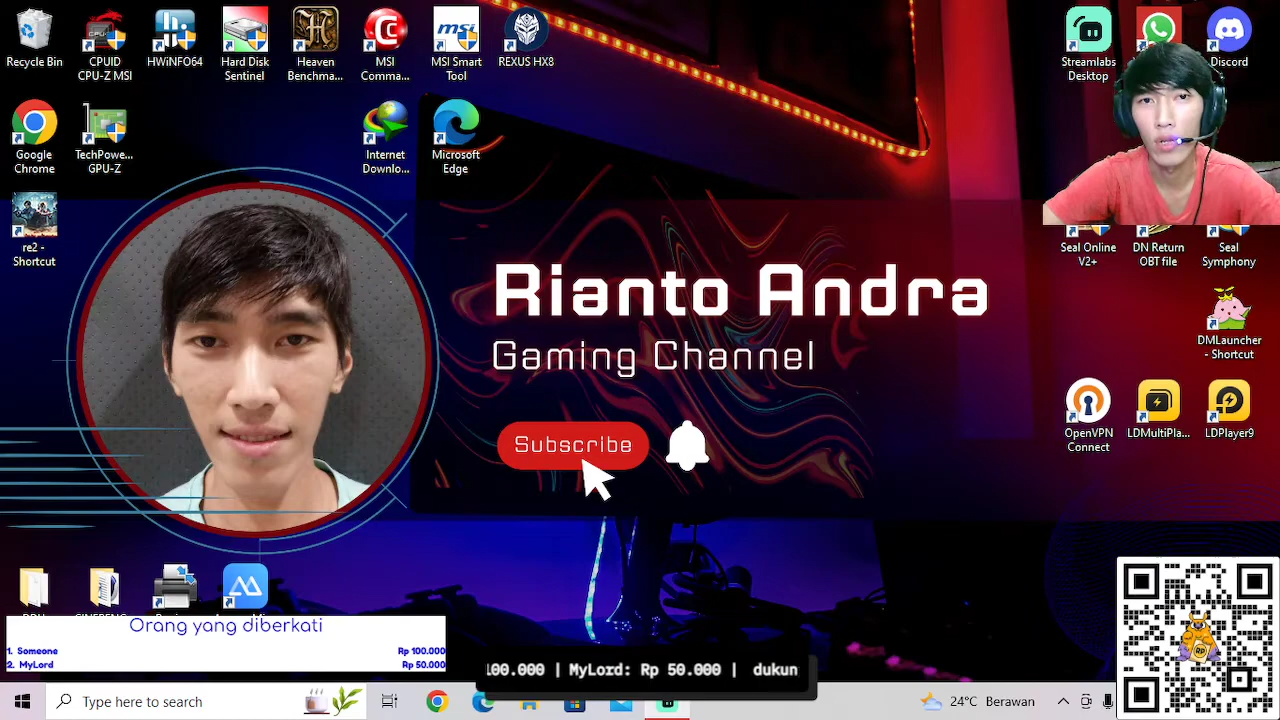 Recycle Bin
CPUID
CPU-Z MSI
HWiNFO64
Hard Disk
Sentinel
Heaven
Benchma...
MSI
Comma...
MSI Smart
Tool
REXUS HX8
Streamlabs
Desktop
Discord
Google
Chrome
TechPowe...
GPU-Z
Internet
Downlo...
Microsoft
Edge
re2 -
Shortcut
Seal Online
V2+
DN Return
OBT file
Seal
Symphony
Rianto Andra
Gaming Channel
DMLauncher
- Shortcut
Subscribe
OpenVPN
Connect
LDMultiPla...
LDPlayer9
Orang yang diberkati
1. Someone Rp 100.000
2. MyLord Rp 50.000
100.000 MyLord: Rp 50.000 | dukun
RP
Type here to search
°C Berawan